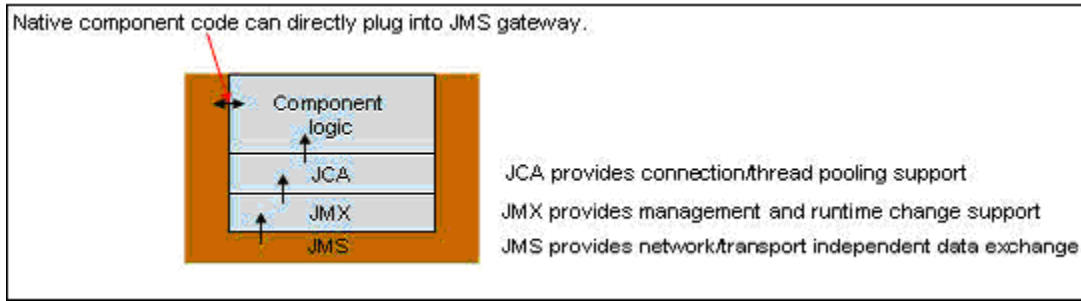 Native component code can directly plug into JMS gateway.
Component
logic
JCA
JCA provides connection/thread pooling support
JMX
JMX provides management and runtime change support
JMS
JMS provides network/transport independent data exchange